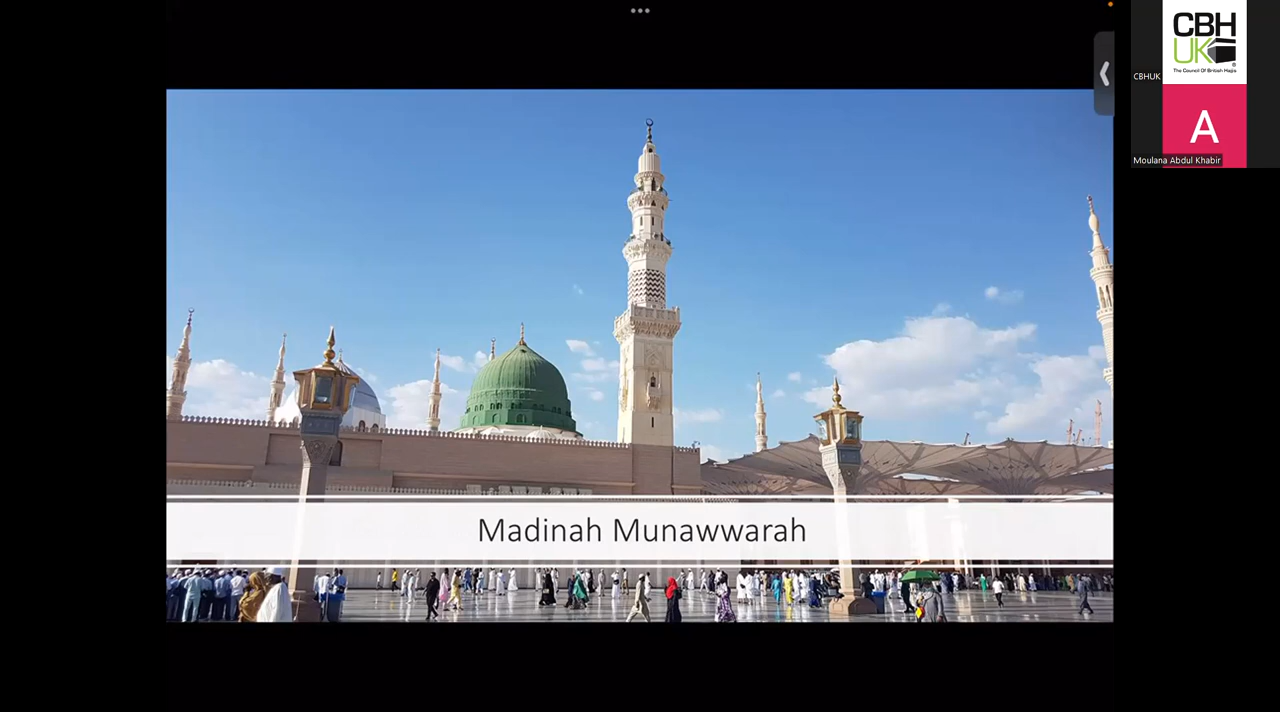 Madinah Munawwarah
CBH
UK
The Council Of British Hajjis
CBHUK
A
Moulana Abdul Khabir